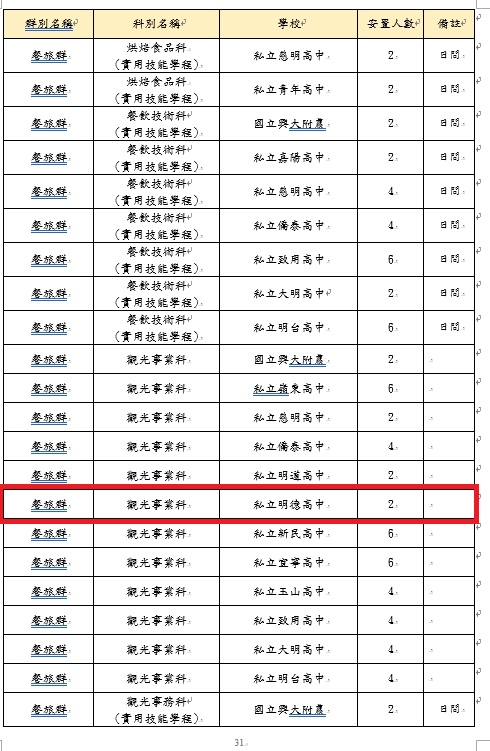 群別名稱 科別名稱 學校 安置人數 備註
餐旅群 烘焙食品科 (實用技能學程) 私立慈明高中 2 日間
餐旅群 烘焙食品科 (實用技能學程) 私立青年高中 2 日間
餐旅群 餐飲技術科 (實用技能學程) 國立興大附農 2 日間
餐旅群 餐飲技術科 (實用技能學程) 私立嘉陽高中 2 日間
餐旅群 餐飲技術科 (實用技能學程) 私立慈明高中 4 日間
餐旅群 餐飲技術科 (實用技能學程) 私立僑泰高中 4 日間
餐旅群 餐飲技術科 (實用技能學程) 私立致用高中 6 日間
餐旅群 餐飲技術科 (實用技能學程) 私立大明高中 2 日間
餐旅群 餐飲技術科 (實用技能學程) 私立明台高中 6 日間
餐旅群 觀光事業科 國立興大附農 2
餐旅群 觀光事業科 私立嶺東高中 6
餐旅群 觀光事業科 私立慈明高中 2
餐旅群 觀光事業科 私立僑泰高中 4
餐旅群 觀光事業科 私立明道高中 2
餐旅群 觀光事業科 私立明德高中 2
餐旅群 觀光事業科 私立新民高中 6
餐旅群 觀光事業科 私立宜寧高中 6
餐旅群 觀光事業科 私立玉山高中 4
餐旅群 觀光事業科 私立致用高中 4
餐旅群 觀光事業科 私立大明高中 4
餐旅群 觀光事業科 私立明台高中 4
餐旅群 觀光事務科 (實用技能學程) 國立興大附農 2 日間
31